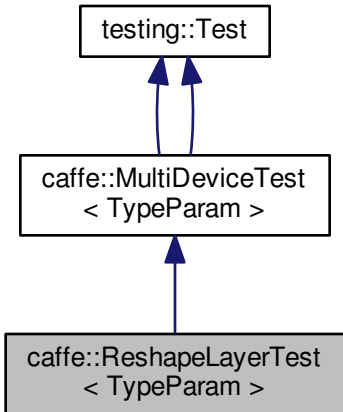 testing::Test
caffe::MultiDeviceTest
< TypeParam >
caffe::ReshapeLayerTest
< TypeParam >